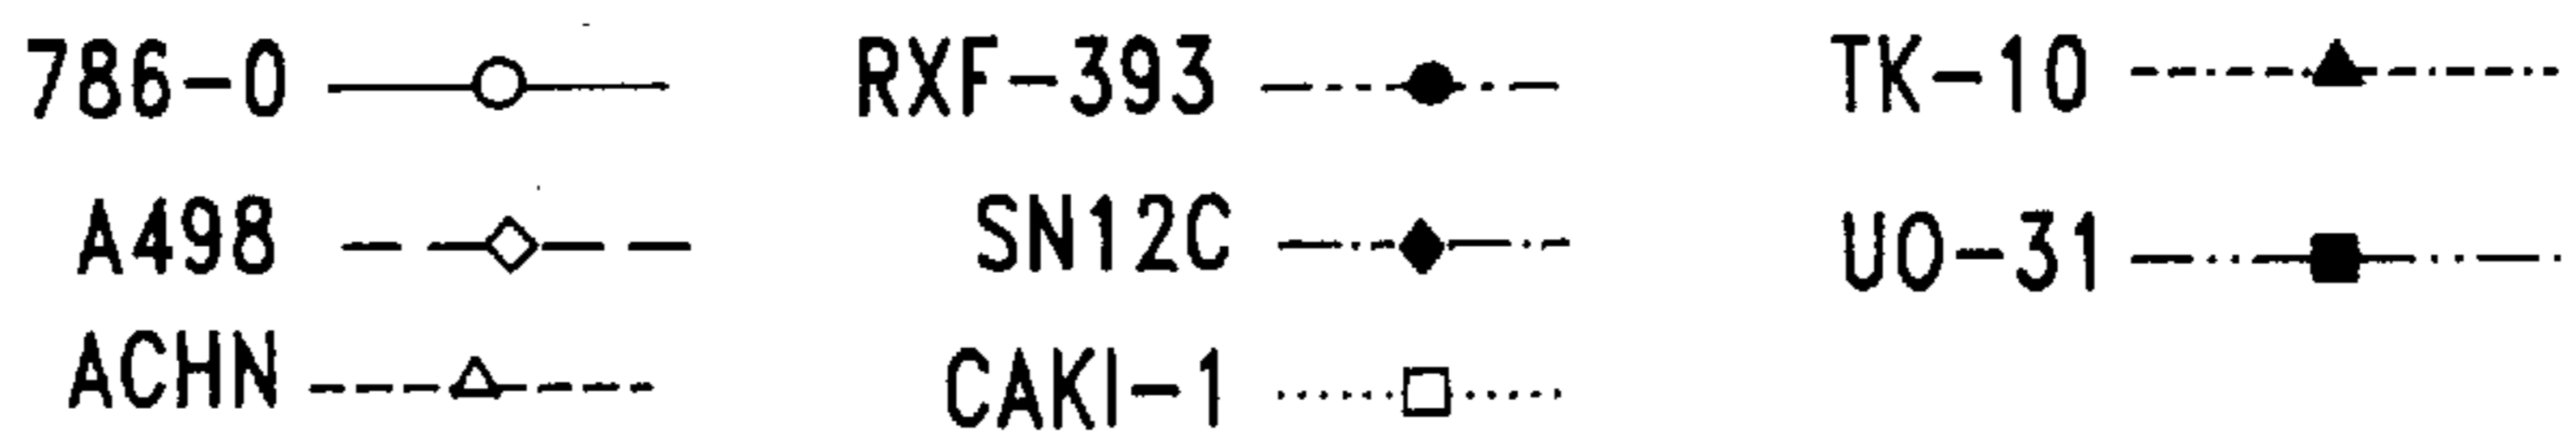 786-0 RXF-393 TK-10
A498 SN12C UO-31
ACHN CAKI-1